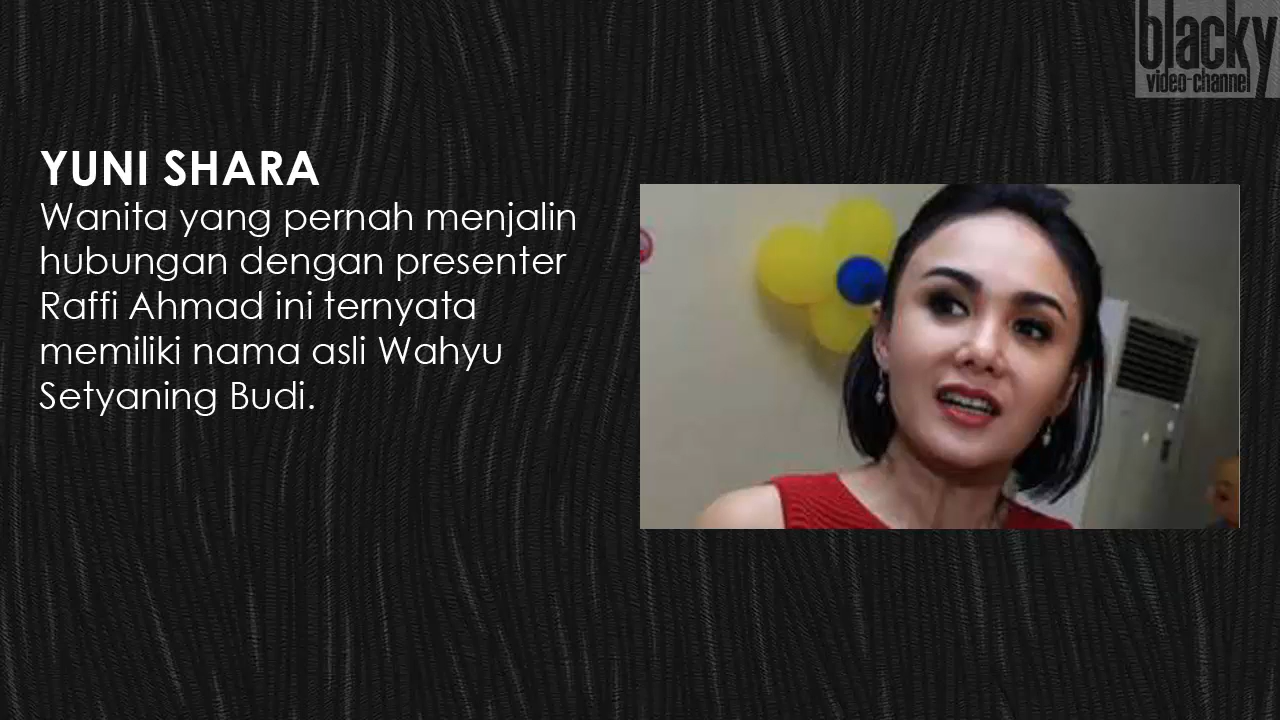 blacky
video-channel
YUNI SHARA
Wanita yang pernah menjalin
hubungan dengan presenter
Raffi Ahmad ini ternyata
memiliki nama asli Wahyu
Setyaning Budi.